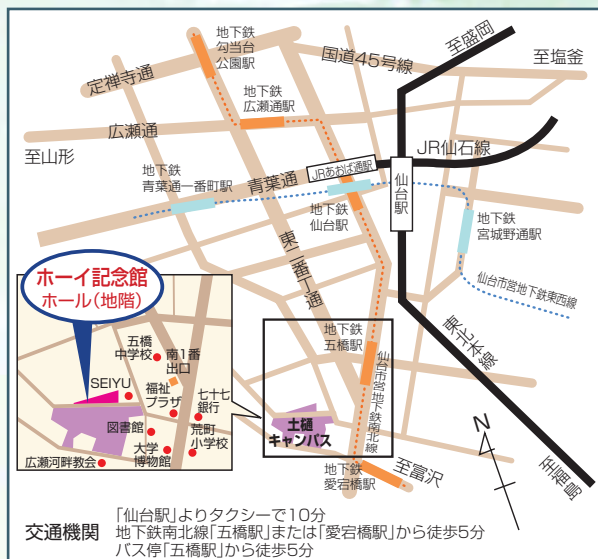 地下鉄
勾当台
公園駅
至盛岡
国道45号線
至塩釜
定禅寺通
地下鉄
広瀬通駅
広瀬通
至山形
JR仙石線
地下鉄
青葉通一番町駅
青葉通
JRあおば通駅
仙台駅
地下鉄
仙台駅
地下鉄
宮城野通駅
東二番丁通
仙台市営地下鉄東西線
ホーイ記念館
ホール(地階)
五橋
中学校
南1番
出口
SEIYU
福祉
プラザ
七十七
銀行
図書館
大学
博物館
荒町
小学校
広瀬河畔教会
地下鉄
五橋駅
仙台市営地下鉄南北線
東北本線
土樋
キャンパス
N
地下鉄
愛宕橋駅
至富沢
至福島
交通機関
「仙台駅」よりタクシーで10分
地下鉄南北線「五橋駅」または「愛宕橋駅」から徒歩5分
バス停「五橋駅」から徒歩5分